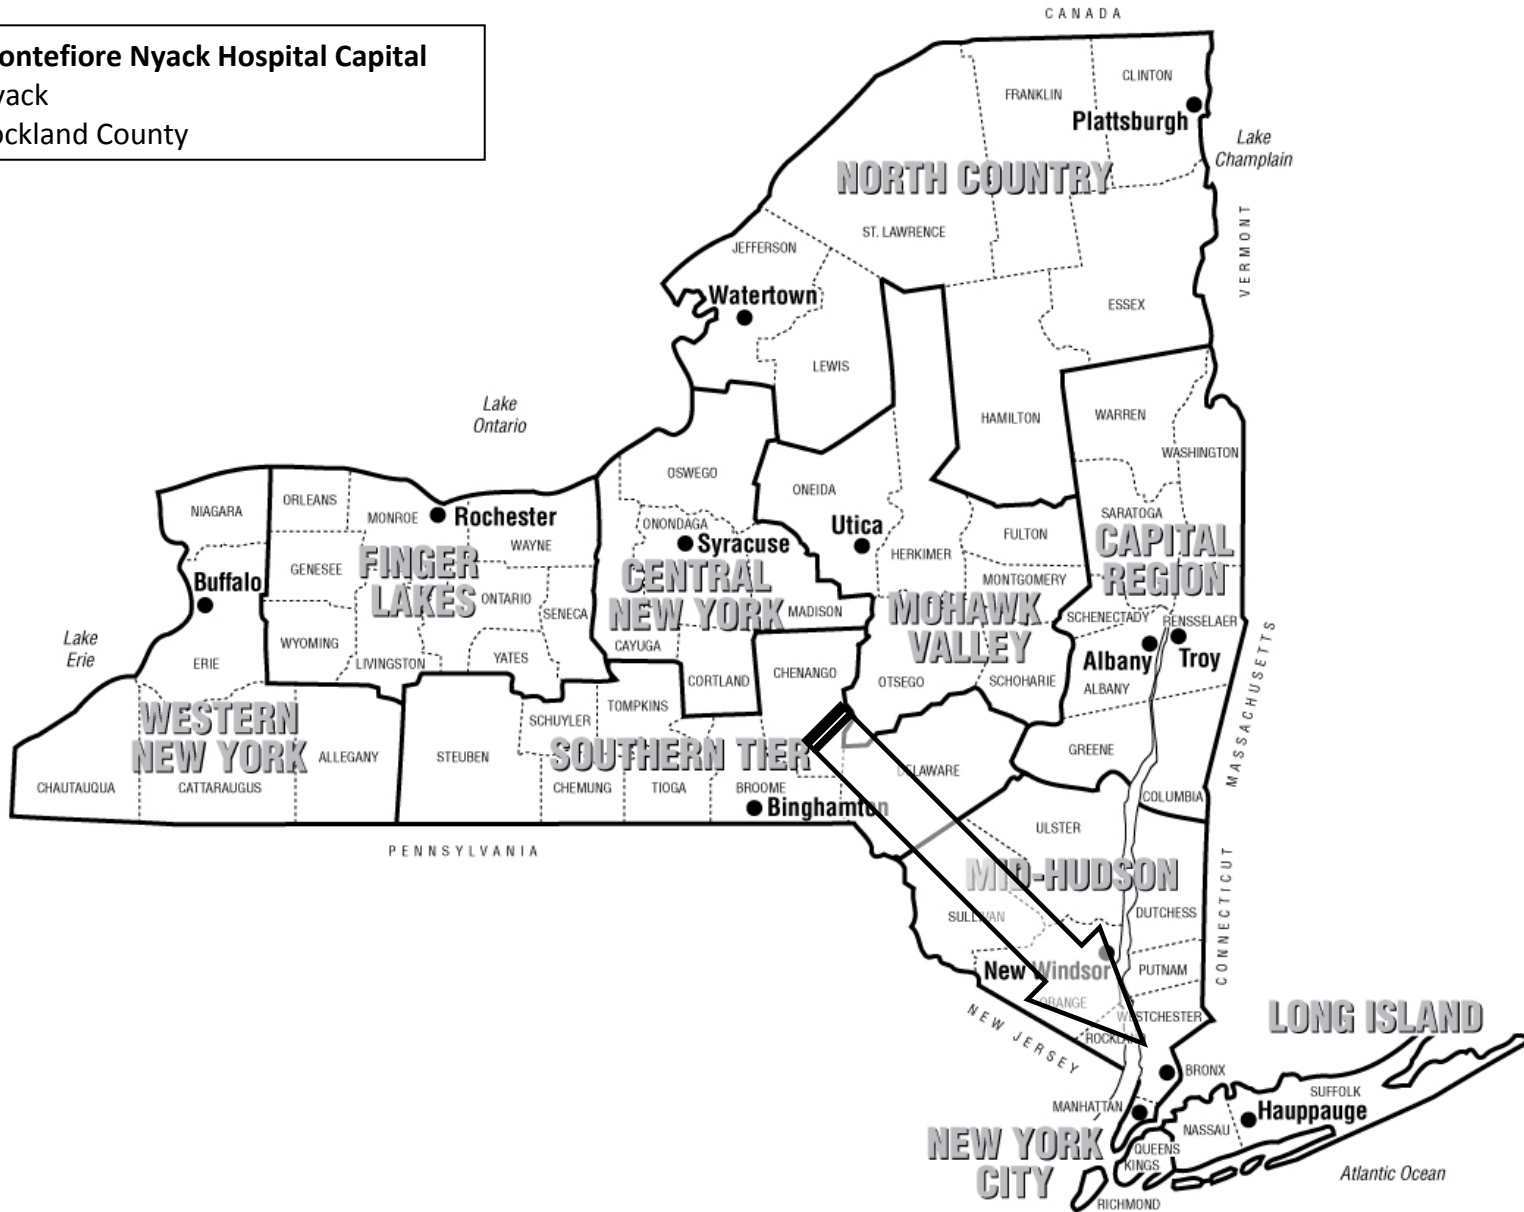 CANADA
ontefiore Nyack Hospital Capital
yack
ockland County
CLINTON
FRANKLIN
Plattsburgh
Lake
Champlain
NORTH COUNTRY
ST. LAWRENCE
VERMONT
JEFFERSON
Watertown
ESSEX
LEWIS
Lake
Ontario
HAMILTON
WARREN
WASHINGTON
OSWEGO
ONEIDA
NIAGARA
ORLEANS
MONROE
Rochester
ONONDAGA
Syracuse
Utica
SARATOGA
FULTON
HERKIMER
WAYNE
CAPITAL
REGION
GENESEE
FINGER
LAKES
CENTRAL
NEW YORK
MONTGOMERY
Buffalo
ONTARIO
SENECA
MADISON
MOHAWK
VALLEY
SCHENECTADY
RENSSELAER
Lake
Erie
WYOMING
CAYUGA
ERIE
LIVINGSTON
YATES
Albany
Troy
MASSACHUSETTS
CORTLAND
CHENANGO
OTSEGO
SCHOHARIE
ALBANY
WESTERN
NEW YORK
TOMPKINS
SCHUYLER
ALLEGANY
STEUBEN
SOUTHERN TIER
GREENE
DELAWARE
CHAUTAUQUA
CATTARAUGUS
CHEMUNG
TIOGA
BROOME
COLUMBIA
Binghamton
ULSTER
PENNSYLVANIA
MID-HUDSON
CONNECTICUT
SULLIVAN
DUTCHESS
New Windsor
PUTNAM
ORANGE
WESTCHESTER
LONG ISLAND
NEW JERSEY
ROCKLAND
BRONX
SUFFOLK
MANHATTAN
Hauppauge
NASSAU
NEW YORK
CITY
QUEENS
KINGS
Atlantic Ocean
RICHMOND